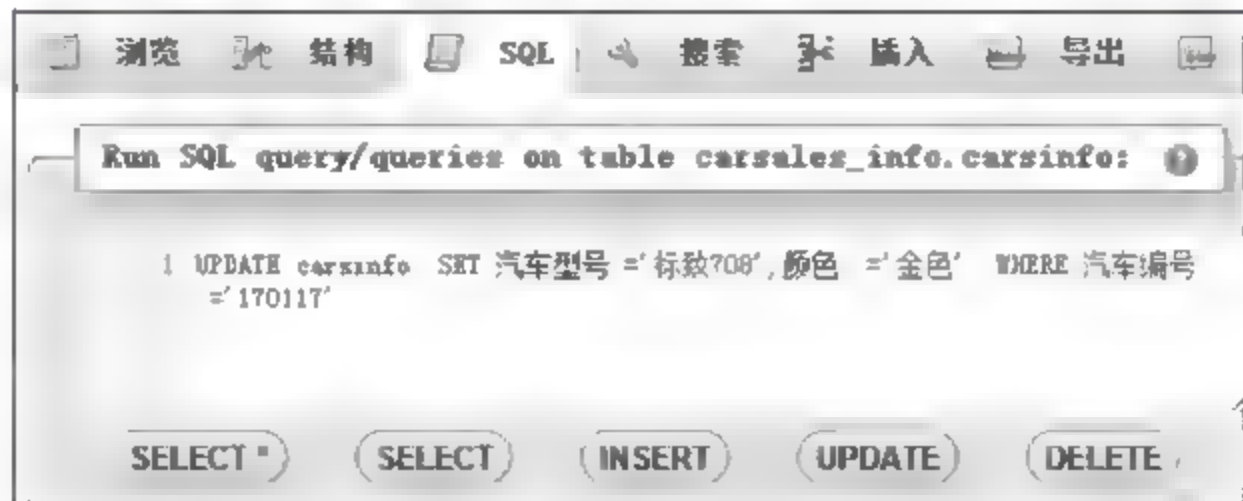 浏览 结构 SQL 搜索 插入 导出
Run SQL query/queries on table carsales_info.carsinfo:
1 UPDATE carsinfo SET 汽车型号 ='标致708',颜色 ='金色' WHERE 汽车编号
='170117'
SELECT * SELECT INSERT UPDATE DELETE